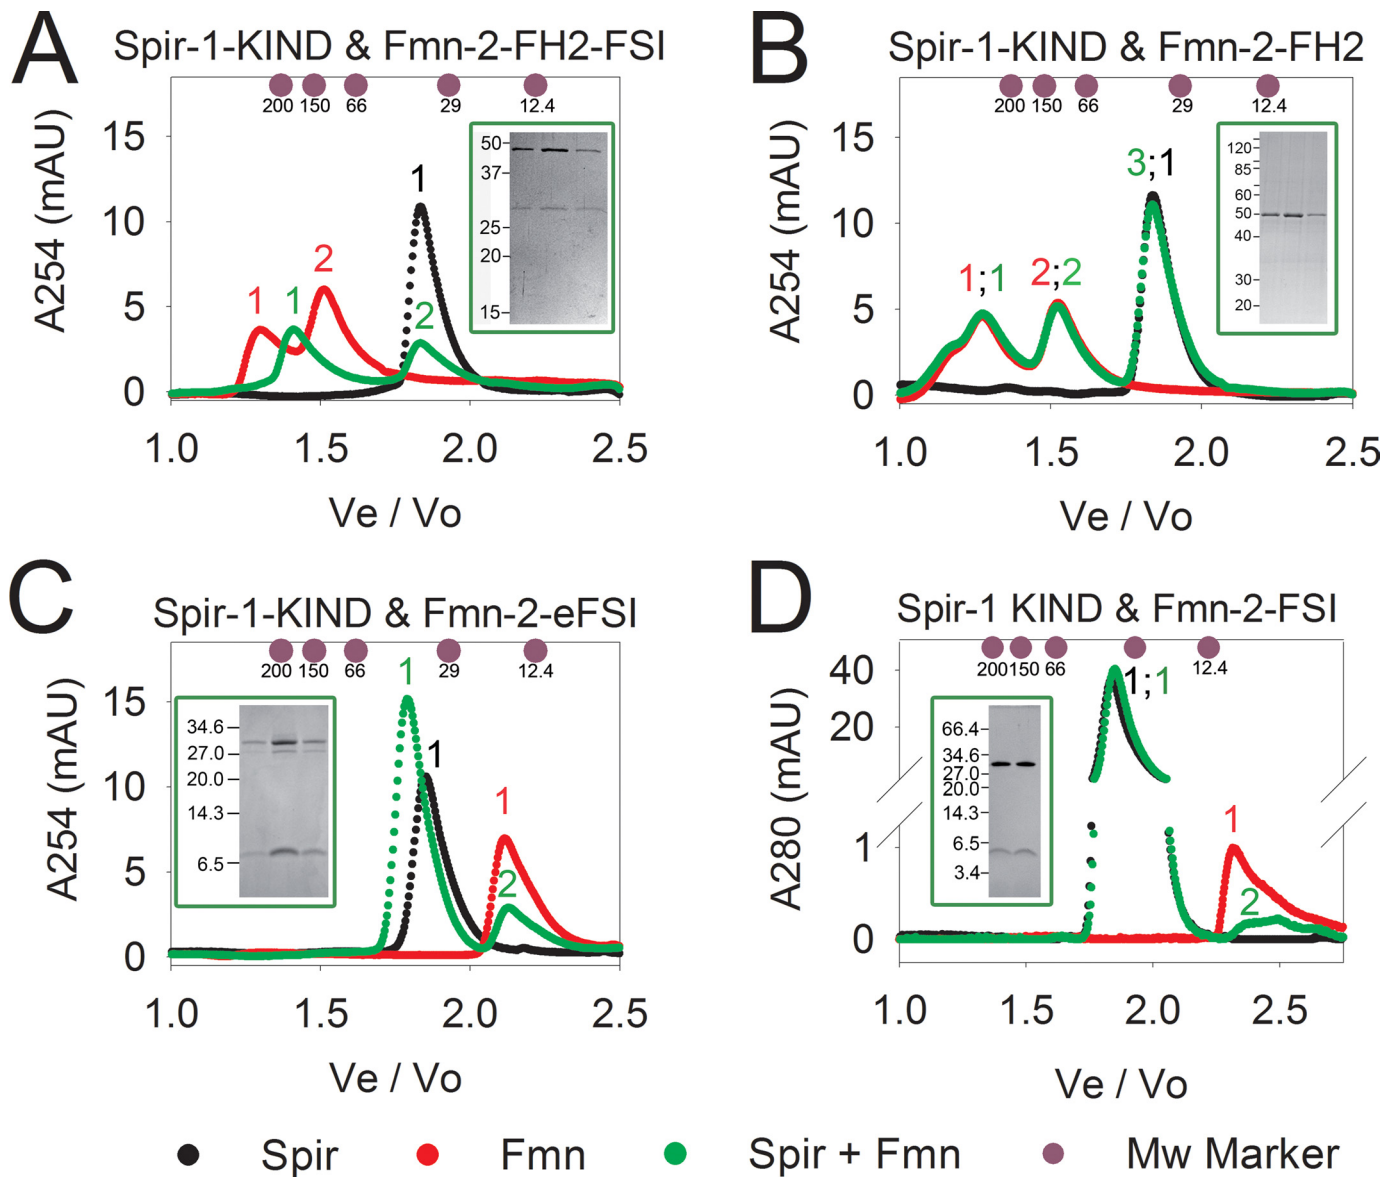 A
Spir-1-KIND & Fmn-2-FH2-FSI
200 150 66 29 12.4
15
10
5
0
A254 (mAU)
1 1 2 1 2
50
37
25
20
15
1.0 1.5 2.0 2.5
Ve / Vo
B
Spir-1-KIND & Fmn-2-FH2
200 150 66 29 12.4
15
10
5
0
A254 (mAU)
1;1 2;2 3;1
120
85
60
50
40
30
20
1.0 1.5 2.0 2.5
Ve / Vo
C
Spir-1-KIND & Fmn-2-eFSI
200 150 66 29 12.4
15
10
5
0
A254 (mAU)
34.6
27.0
20.0
14.3
6.5
1 1 1 2
1.0 1.5 2.0 2.5
Ve / Vo
D
Spir-1 KIND & Fmn-2-FSI
200 150 66 29 12.4
40
20
1
0
A280 (mAU)
66.4
34.6
27.0
20.0
14.3
6.5
3.4
1;1 1 2
1.0 1.5 2.0 2.5
Ve / Vo
Spir Fmn Spir + Fmn Mw Marker